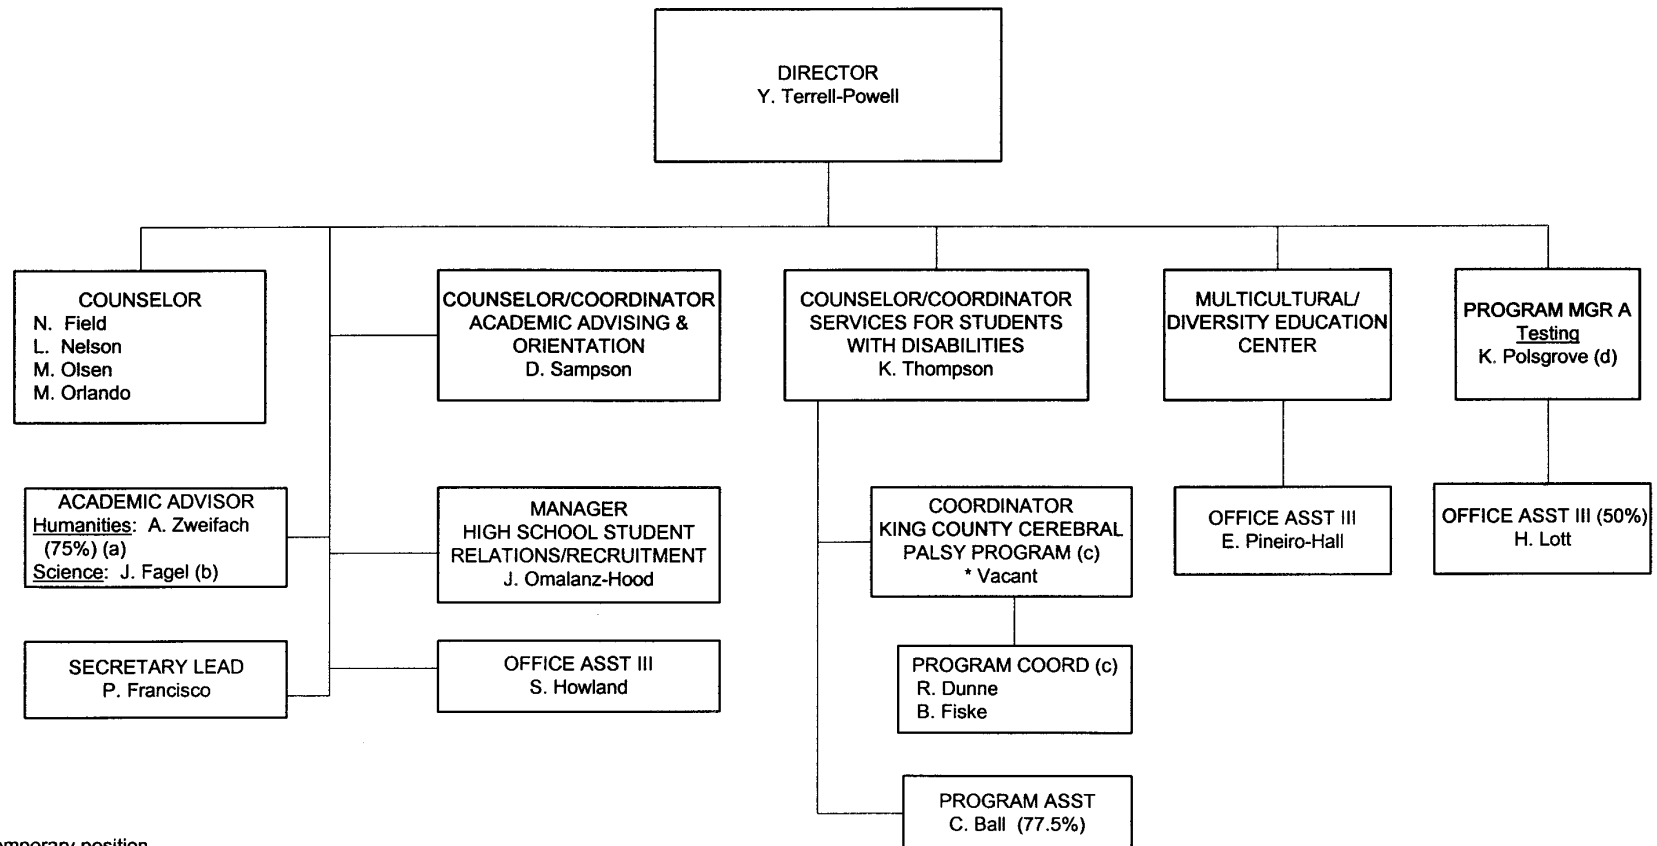 DIRECTOR
Y. Terrell-Powell
COUNSELOR
N. Field
L. Nelson
M. Olsen
M. Orlando
COUNSELOR/COORDINATOR
ACADEMIC ADVISING &
ORIENTATION
D. Sampson
COUNSELOR/COORDINATOR
SERVICES FOR STUDENTS
WITH DISABILITIES
K. Thompson
MULTICULTURAL/
DIVERSITY EDUCATION
CENTER
PROGRAM MGR A
Testing
K. Polsgrove (d)
ACADEMIC ADVISOR
Humanities: A. Zweifach
(75%) (a)
Science: J. Fagel (b)
MANAGER
HIGH SCHOOL STUDENT
RELATIONS/RECRUITMENT
J. Omalanz-Hood
COORDINATOR
KING COUNTY CEREBRAL
PALSY PROGRAM (c)
* Vacant
OFFICE ASST III
E. Pineiro-Hall
OFFICE ASST III (50%)
H. Lott
SECRETARY LEAD
P. Francisco
OFFICE ASST III
S. Howland
PROGRAM COORD (c)
R. Dunne
B. Fiske
PROGRAM ASST
C. Ball (77.5%)
position